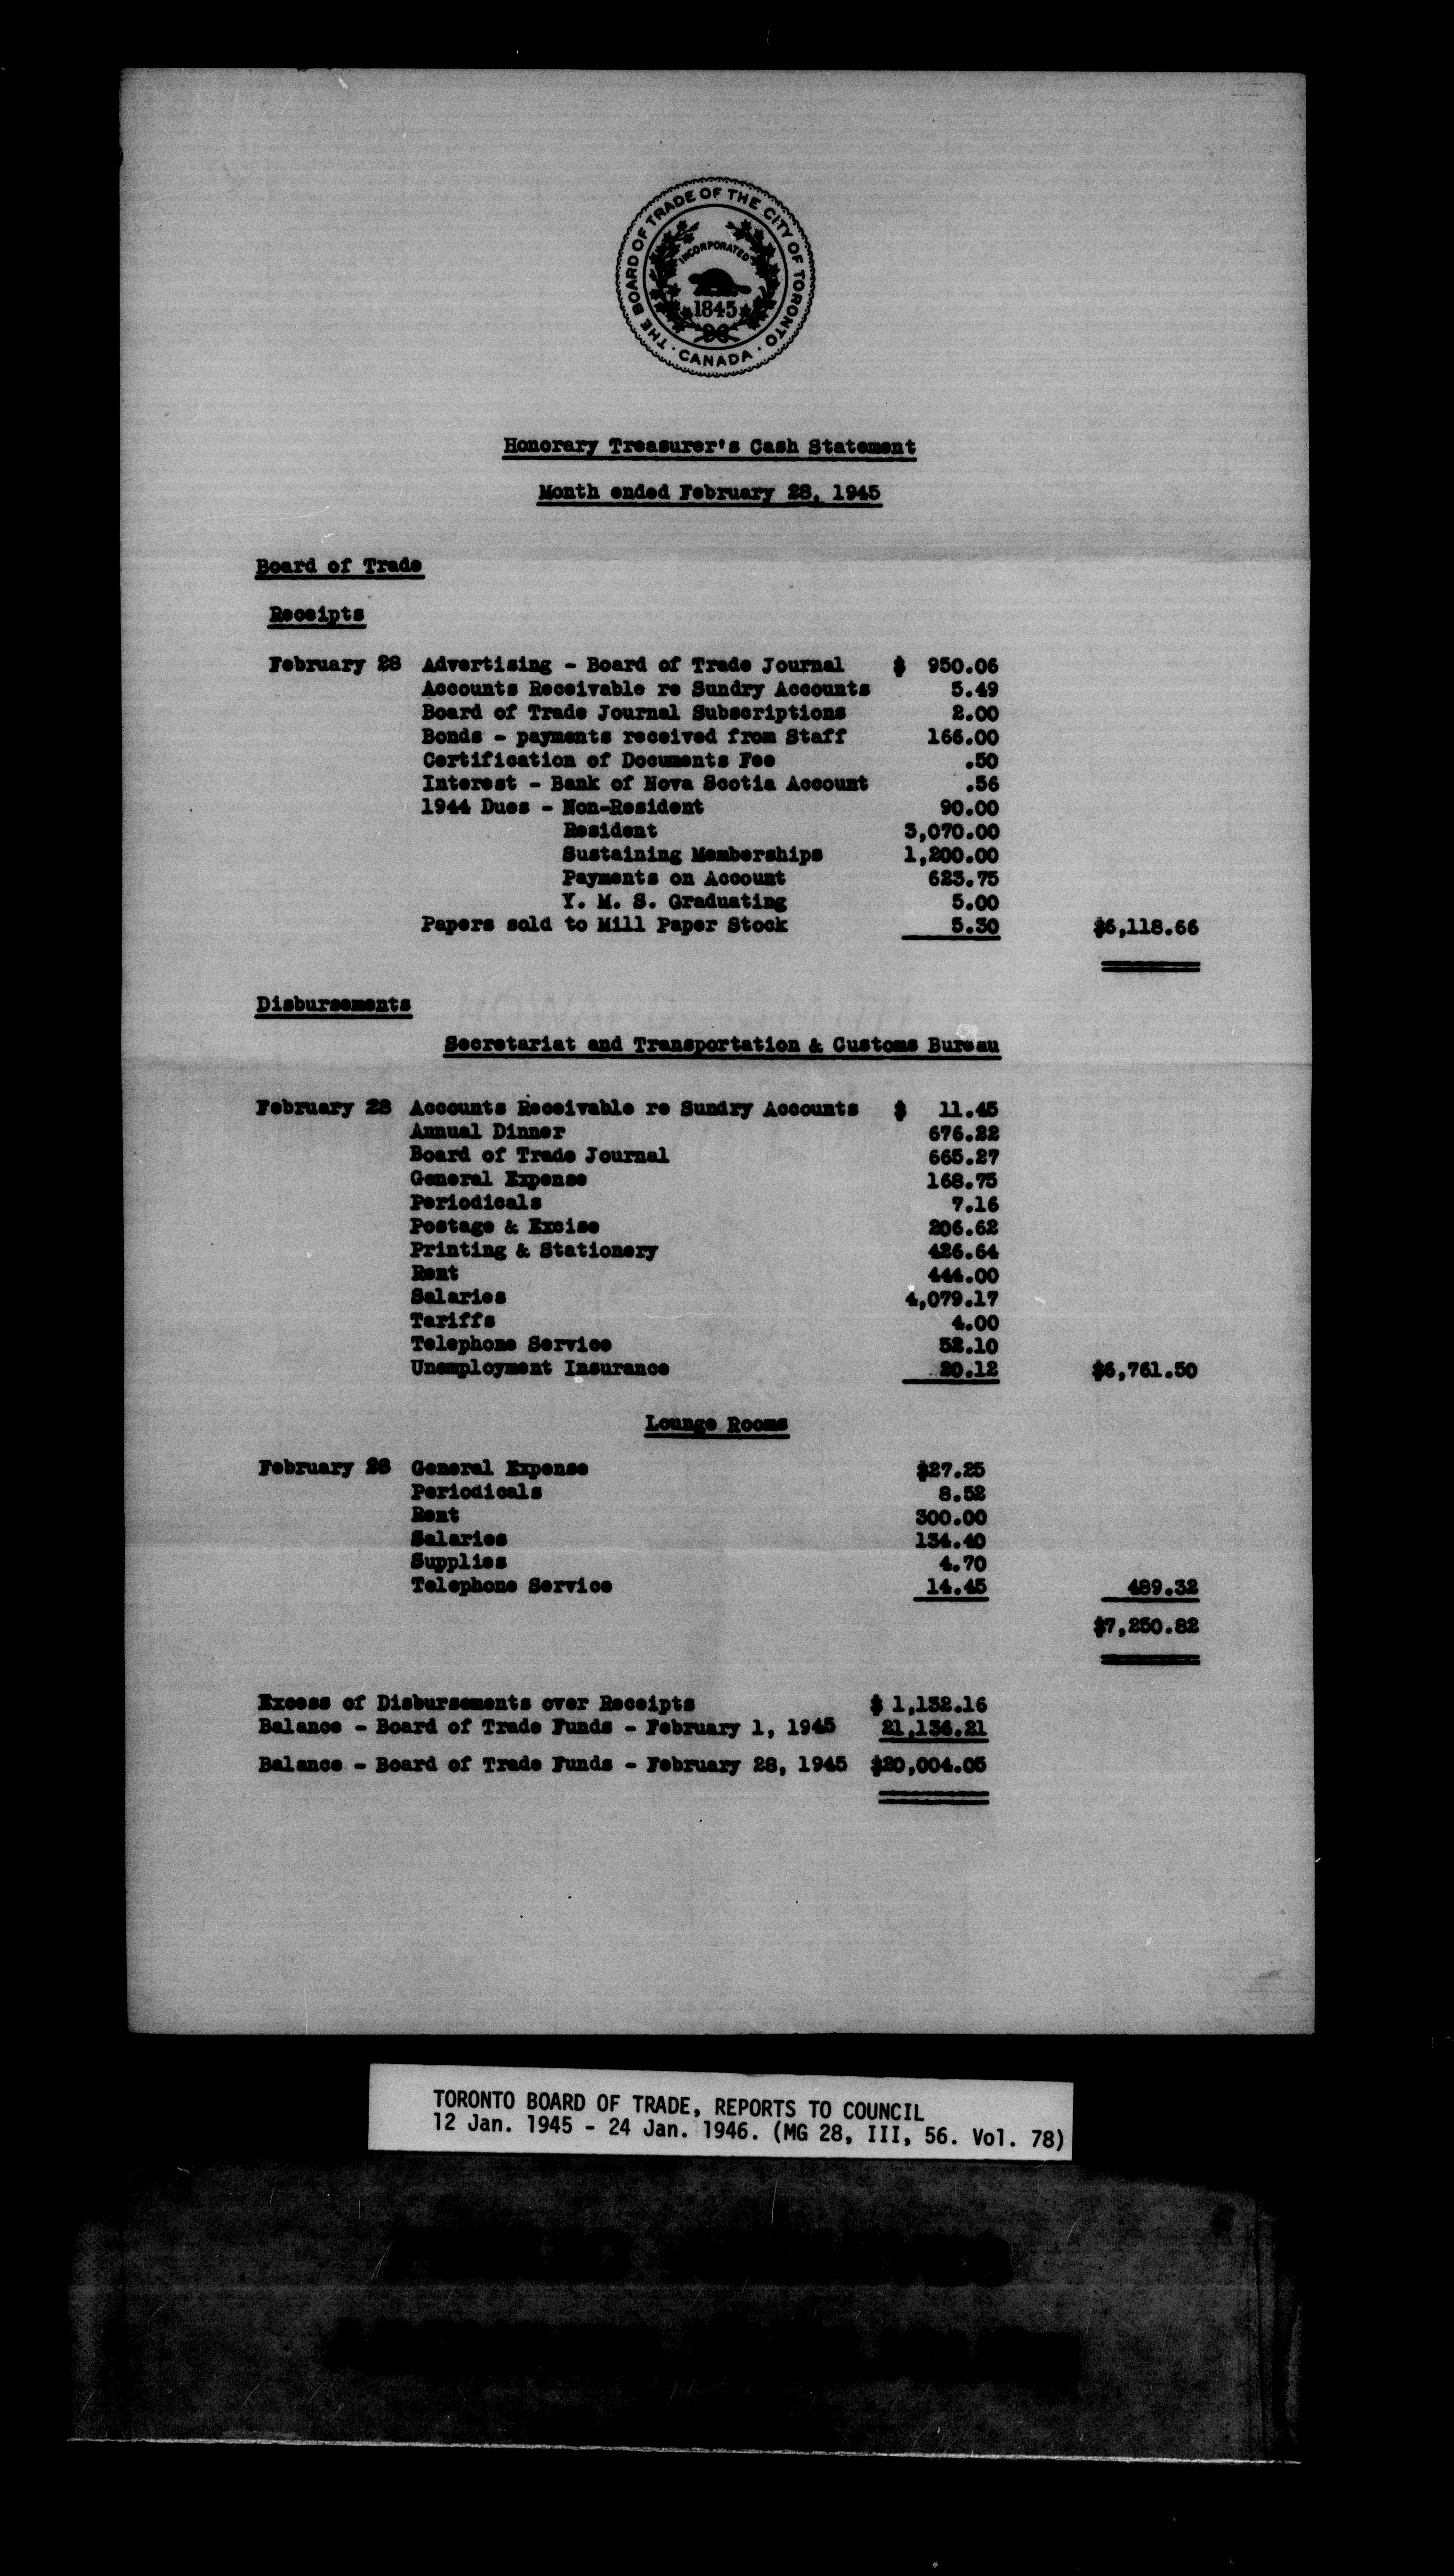 THE BOARD OF TRADE OF THE CITY OF TORONTO
INCORPORATED
1845
· CANADA ·
Honorary Treasurer's Cash Statement
Month ended February 28, 1945
Board of Trade
Receipts
February 28 Advertising - Board of Trade Journal $ 950.06
Accounts Receivable re Sundry Accounts 5.49
Board of Trade Journal Subscriptions 2.00
Bonds - payments received from Staff 166.00
Certification of Documents Fee .50
Interest - Bank of Nova Scotia Account .56
1944 Dues - Non-Resident 90.00
Resident 3,070.00
Sustaining Memberships 1,200.00
Payments on Account 623.75
Y. M. S. Graduating 5.00
Papers sold to Mill Paper Stock 5.30 $6,118.66
Disbursements
Secretariat and Transportation & Customs Bureau
February 28 Accounts Receivable re Sundry Accounts $ 11.45
Annual Dinner 676.22
Board of Trade Journal 665.27
General Expense 168.75
Periodicals 7.16
Postage & Excise 206.62
Printing & Stationery 426.64
Rent 444.00
Salaries 4,079.17
Tariffs 4.00
Telephone Service 52.10
Unemployment Insurance 20.12 $6,761.50
Lounge Rooms
February 28 General Expense $27.25
Periodicals 8.52
Rent 300.00
Salaries 134.40
Supplies 4.70
Telephone Service 14.45 489.32
$7,250.82
Excess of Disbursements over Receipts $ 1,132.16
Balance - Board of Trade Funds - February 1, 1945 21,136.21
Balance - Board of Trade Funds - February 28, 1945 $20,004.05
TORONTO BOARD OF TRADE, REPORTS TO COUNCIL
12 Jan. 1945 - 24 Jan. 1946. (MG 28, III, 56. Vol. 78)